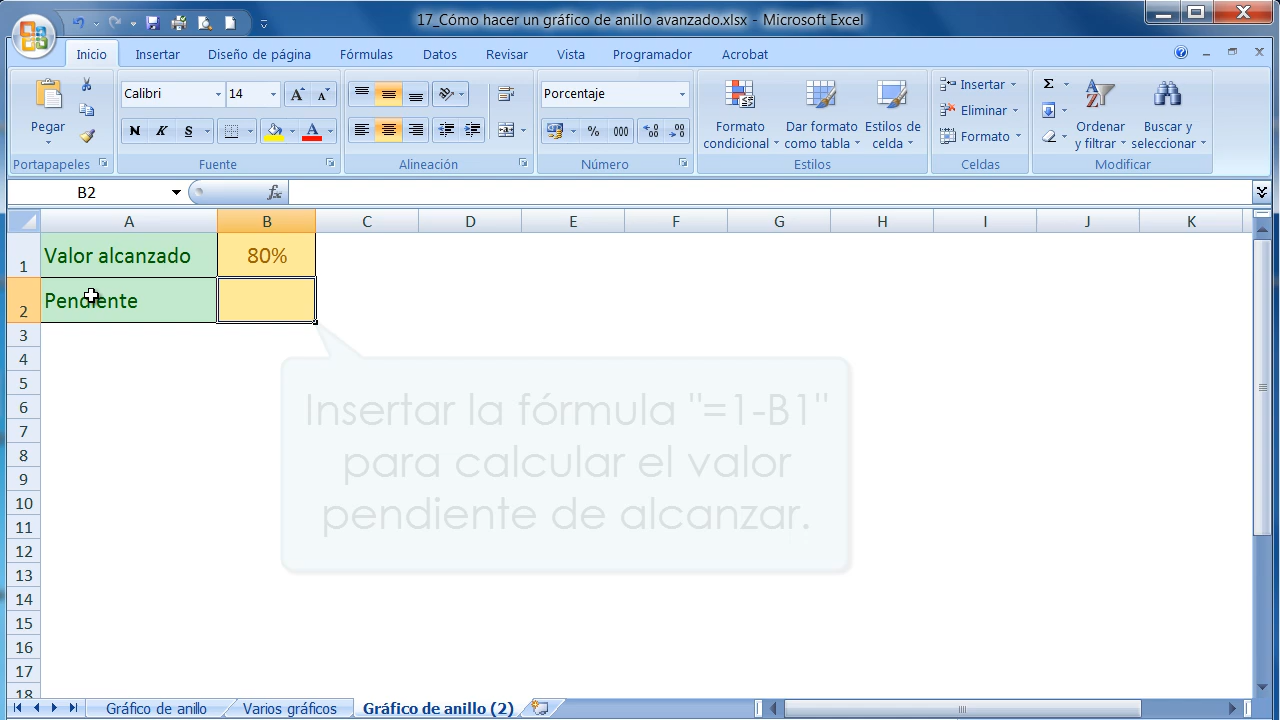 17_Cómo hacer un gráfico de anillo avanzado.xlsx - Microsoft Excel
Inicio Insertar Diseño de página Fórmulas Datos Revisar Vista Programador Acrobat
Pegar
Portapapeles
Calibri 14
N K S A
Fuente
Alineación
Porcentaje
% 000
Número
Formato condicional
Dar formato como tabla
Estilos de celda
Estilos
Insertar
Eliminar
Formato
Celdas
Σ
Ordenar y filtrar
Buscar y seleccionar
Modificar
B2 fx
A B C D E F G H I J K
1 Valor alcanzado 80%
2 Pendiente
3
4
5
6
7
8
9
10
11
12
13
14
15
16
17
18
Insertar la fórmula "=1-B1"
para calcular el valor
pendiente de alcanzar.
Gráfico de anillo Varios gráficos Gráfico de anillo (2)